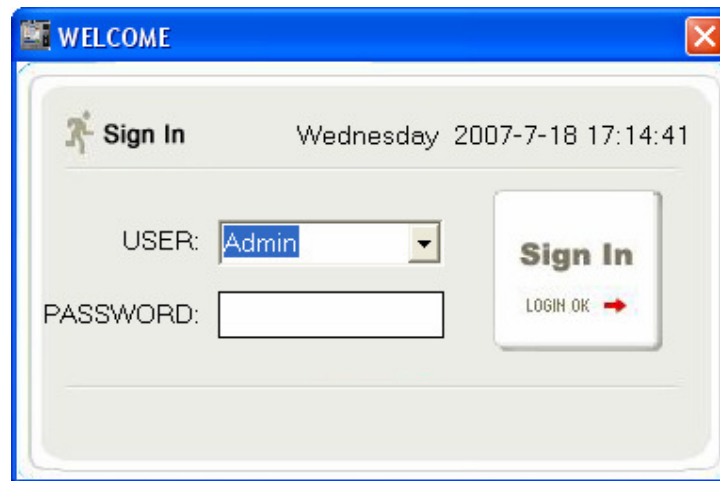 WELCOME
Sign In Wednesday 2007-7-18 17:14:41
USER: Admin
Sign In
PASSWORD:
LOGIN OK